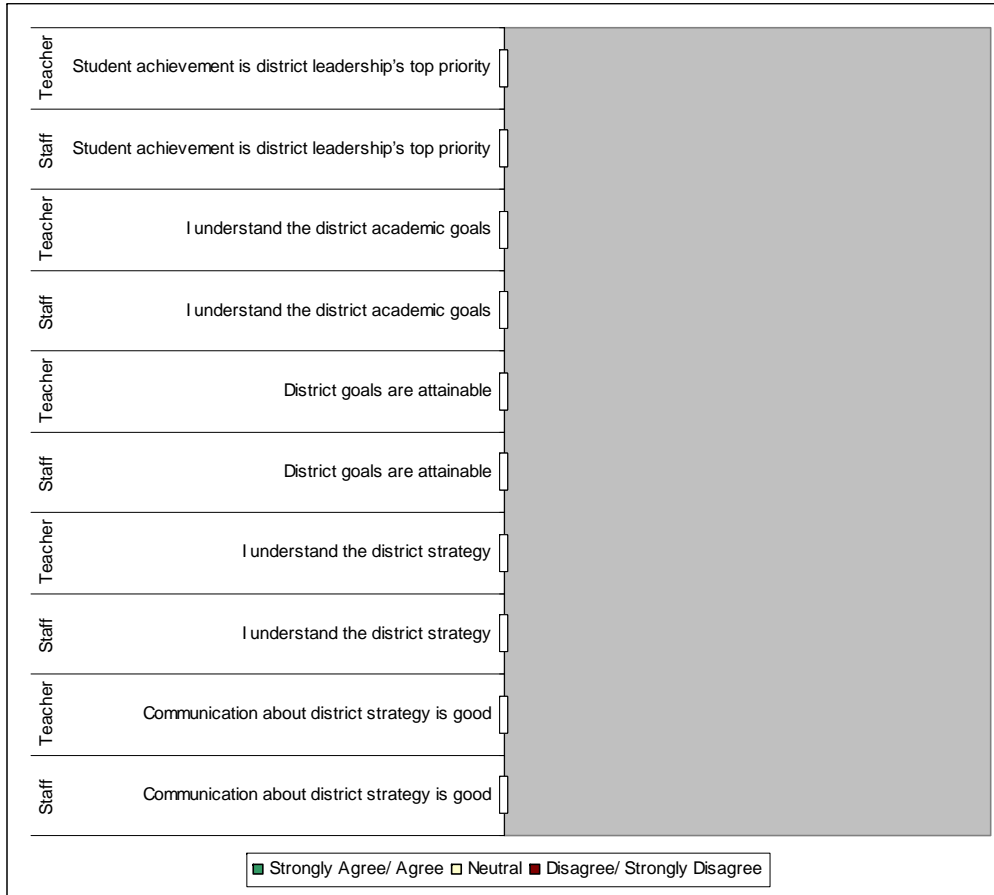 Teacher Student achievement is district leadership's top priority
Staff Student achievement is district leadership's top priority
Teacher I understand the district academic goals
Staff I understand the district academic goals
Teacher District goals are attainable
Staff District goals are attainable
Teacher I understand the district strategy
Staff I understand the district strategy
Teacher Communication about district strategy is good
Staff Communication about district strategy is good
Strongly Agree/ Agree Neutral Disagree/ Strongly Disagree